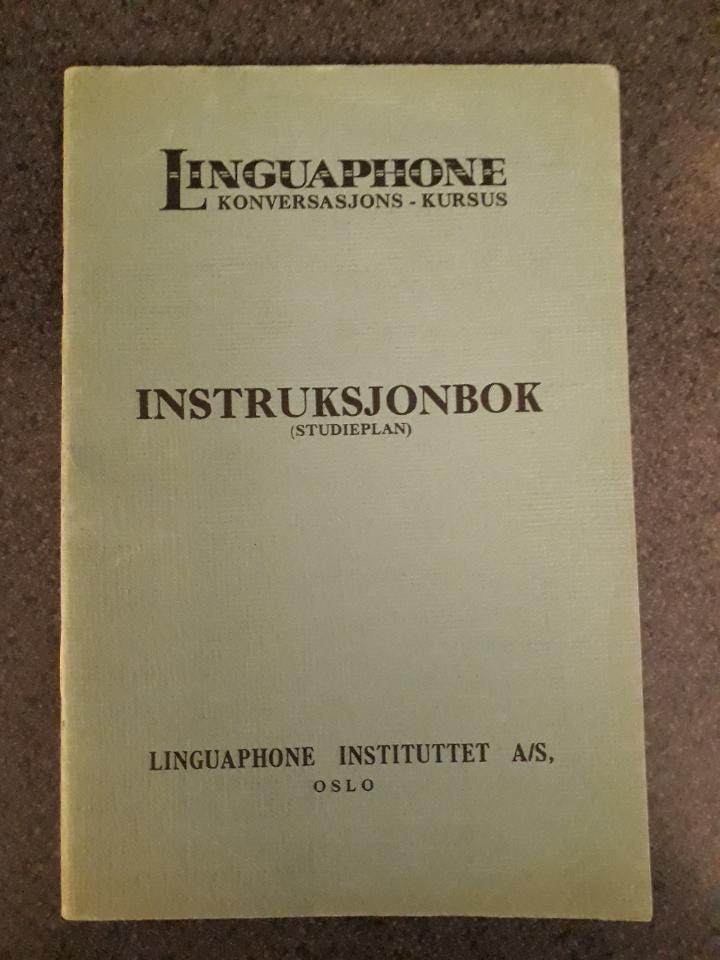 LINGUAPHONE
KONVERSASJONS - KURSUS
INSTRUKSJONBOK
(STUDIEPLAN)
LINGUAPHONE INSTITUTTET A/S,
OSLO